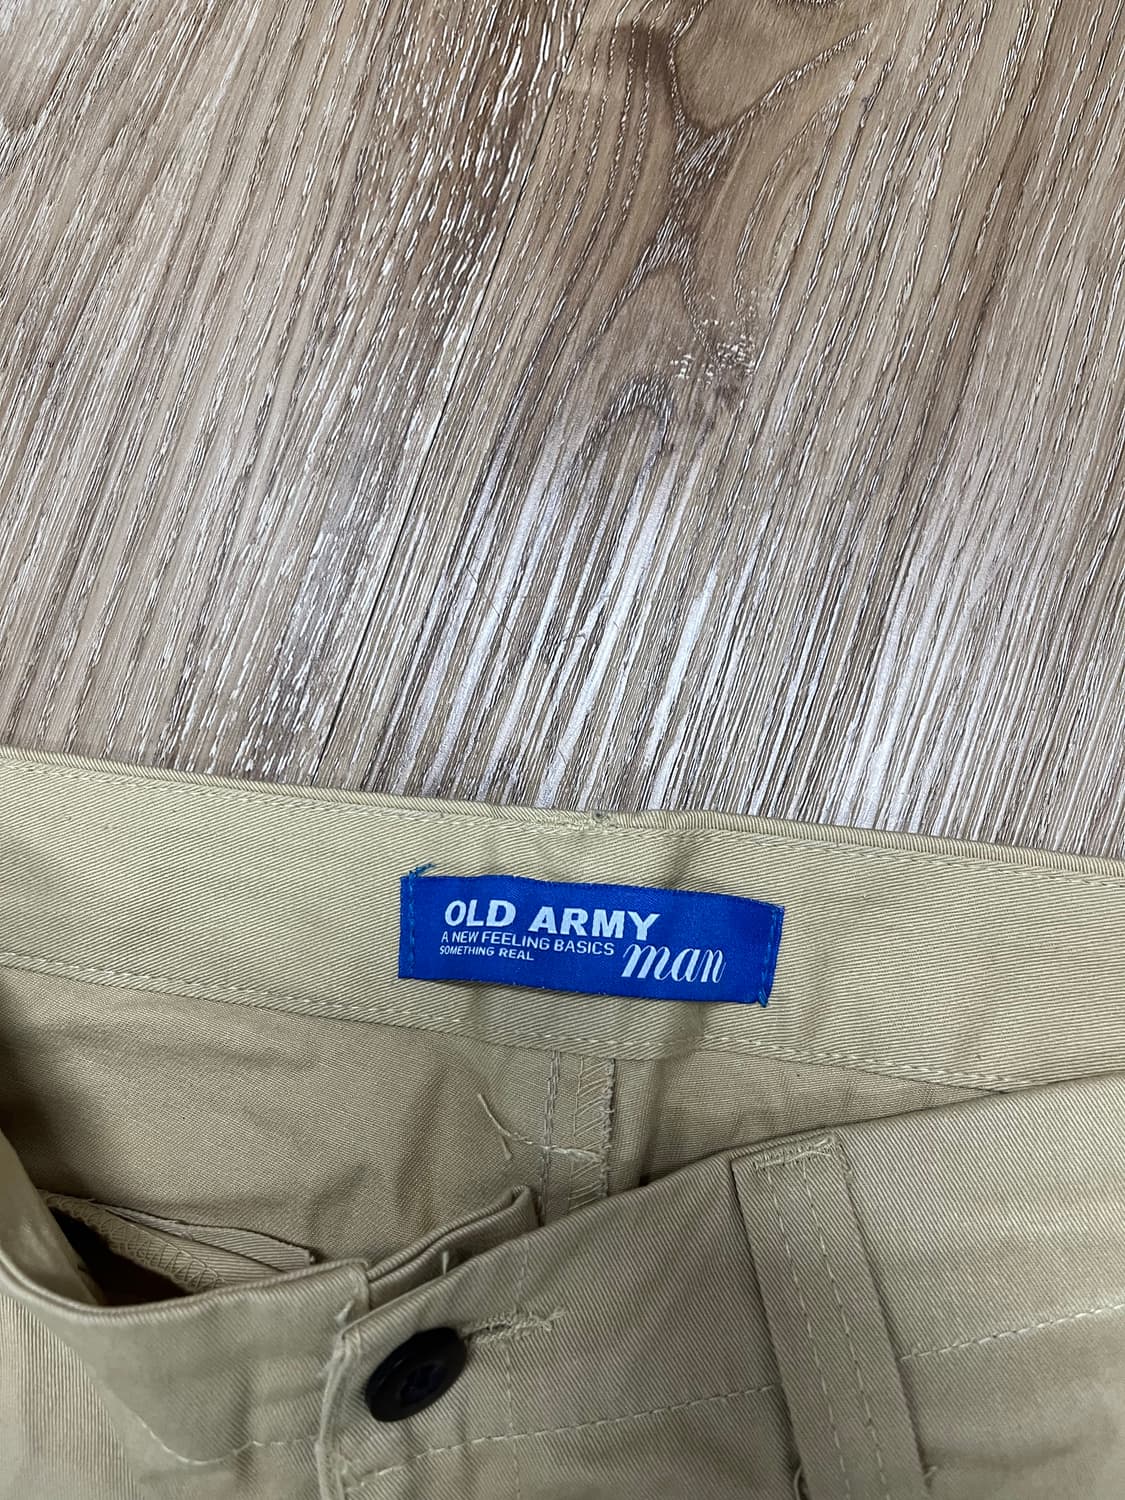 OLD ARMY
A NEW FEELING BASICS
SOMETHING REAL
man